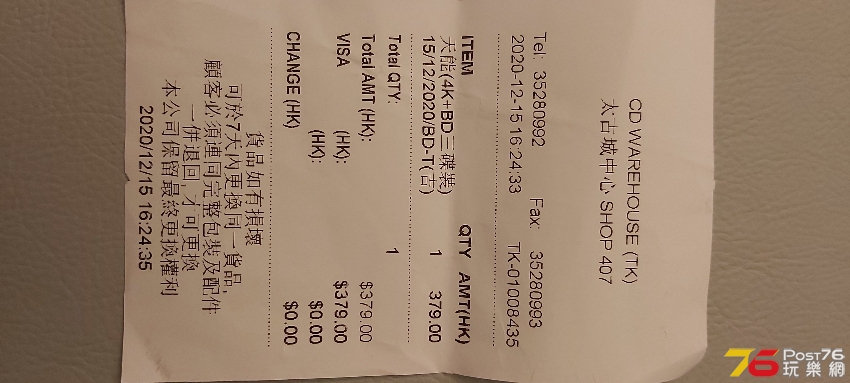 CD WAREHOUSE (TK)
太古城中心 SHOP 407
Tel: 35280992 Fax: 35280993
2020-12-15 16:24:33 TK-01008435
ITEM QTY AMT(HK)
天能(4K+BD三碟裝)
15/12/2020/BD-T(古) 1 379.00
Total QTY: 1
Total AMT (HK): $379.00
VISA (HK): $379.00
(HK): $0.00
CHANGE (HK) $0.00
貨品如有損壞
可於7天內更換同一貨品,
顧客必須連同完整包裝及配件
一併退回,才可更換
本公司保留最終更換權利
2020/12/15 16:24:35
76 Post76
玩樂網